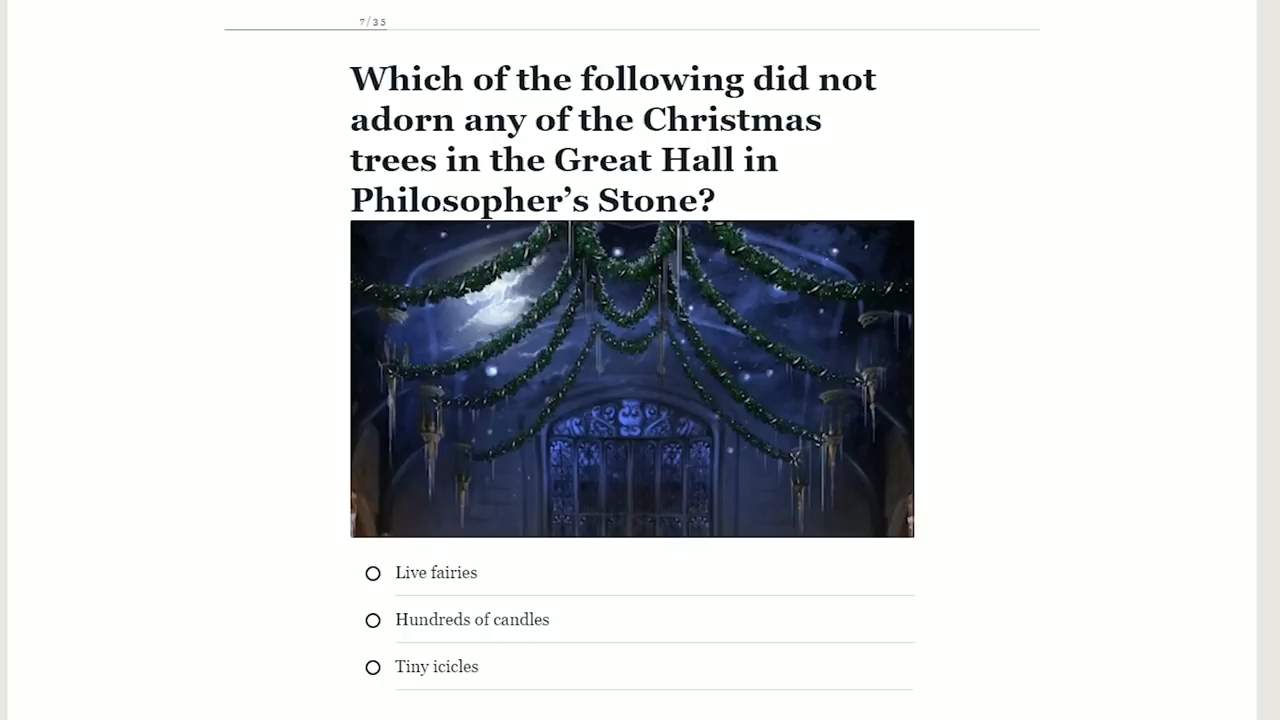 7/35
Which of the following did not
adorn any of the Christmas
trees in the Great Hall in
Philosopher’s Stone?
Live fairies
Hundreds of candles
Tiny icicles